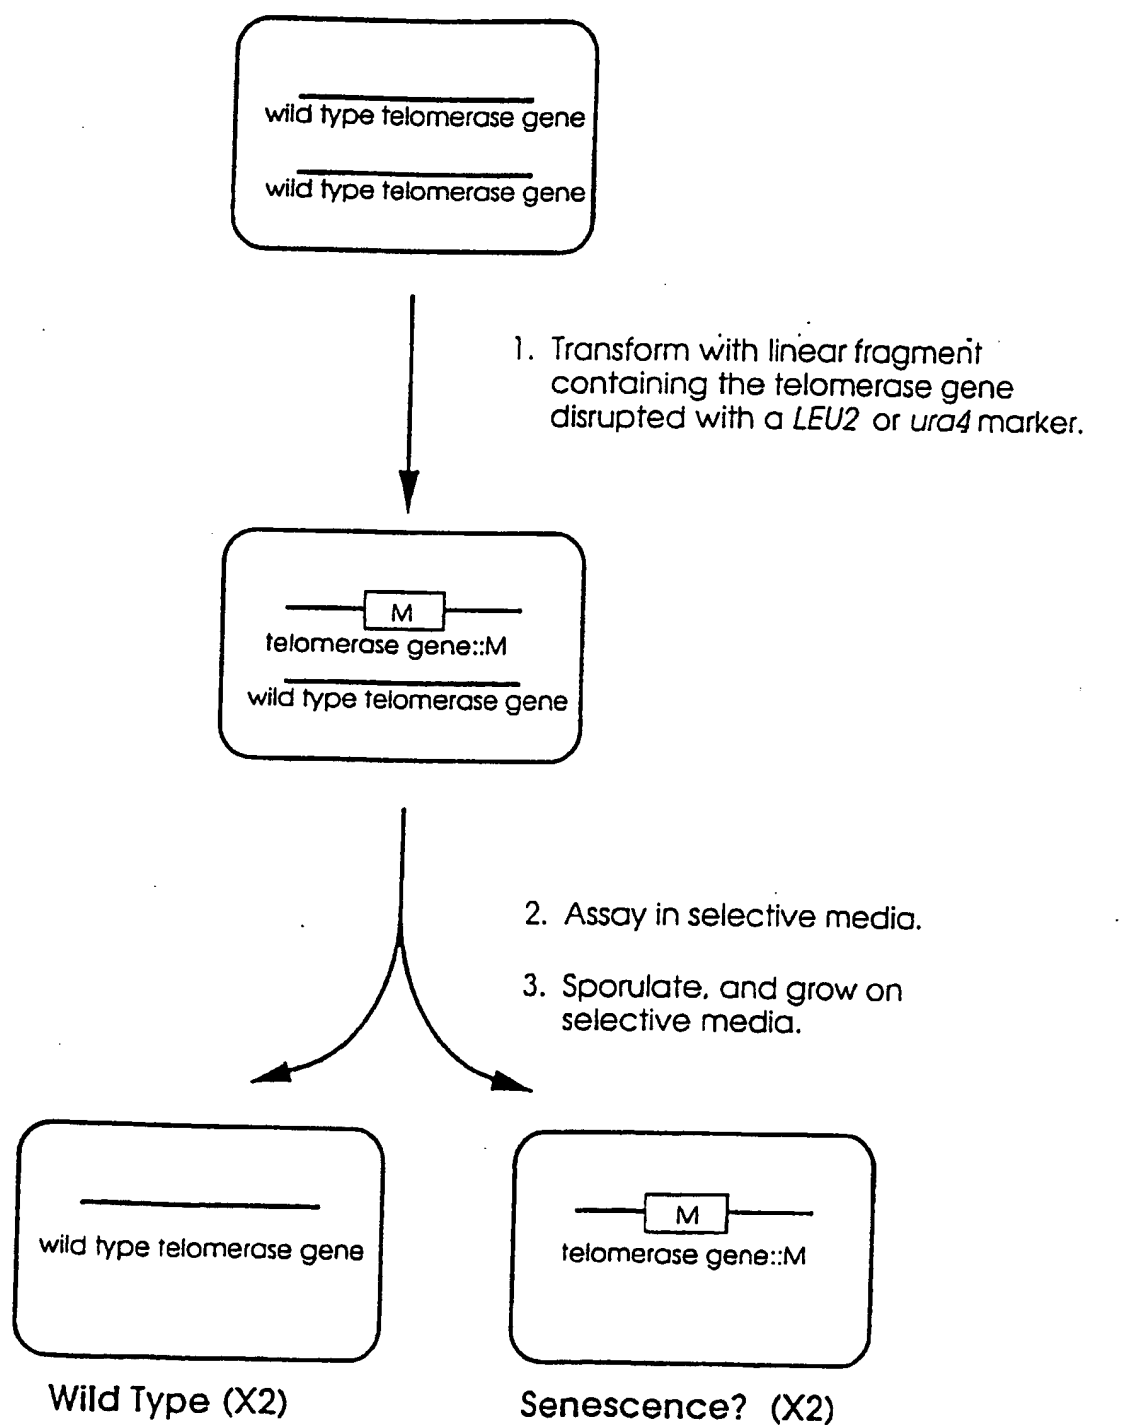 wild type telomerase gene
wild type telomerase gene
1. Transform with linear fragment
containing the telomerase gene
disrupted with a LEU2 or ura4 marker.
M
telomerase gene::M
wild type telomerase gene
2. Assay in selective media.
3. Sporulate, and grow on
selective media.
wild type telomerase gene
M
telomerase gene::M
Wild Type (X2)
Senescence? (X2)